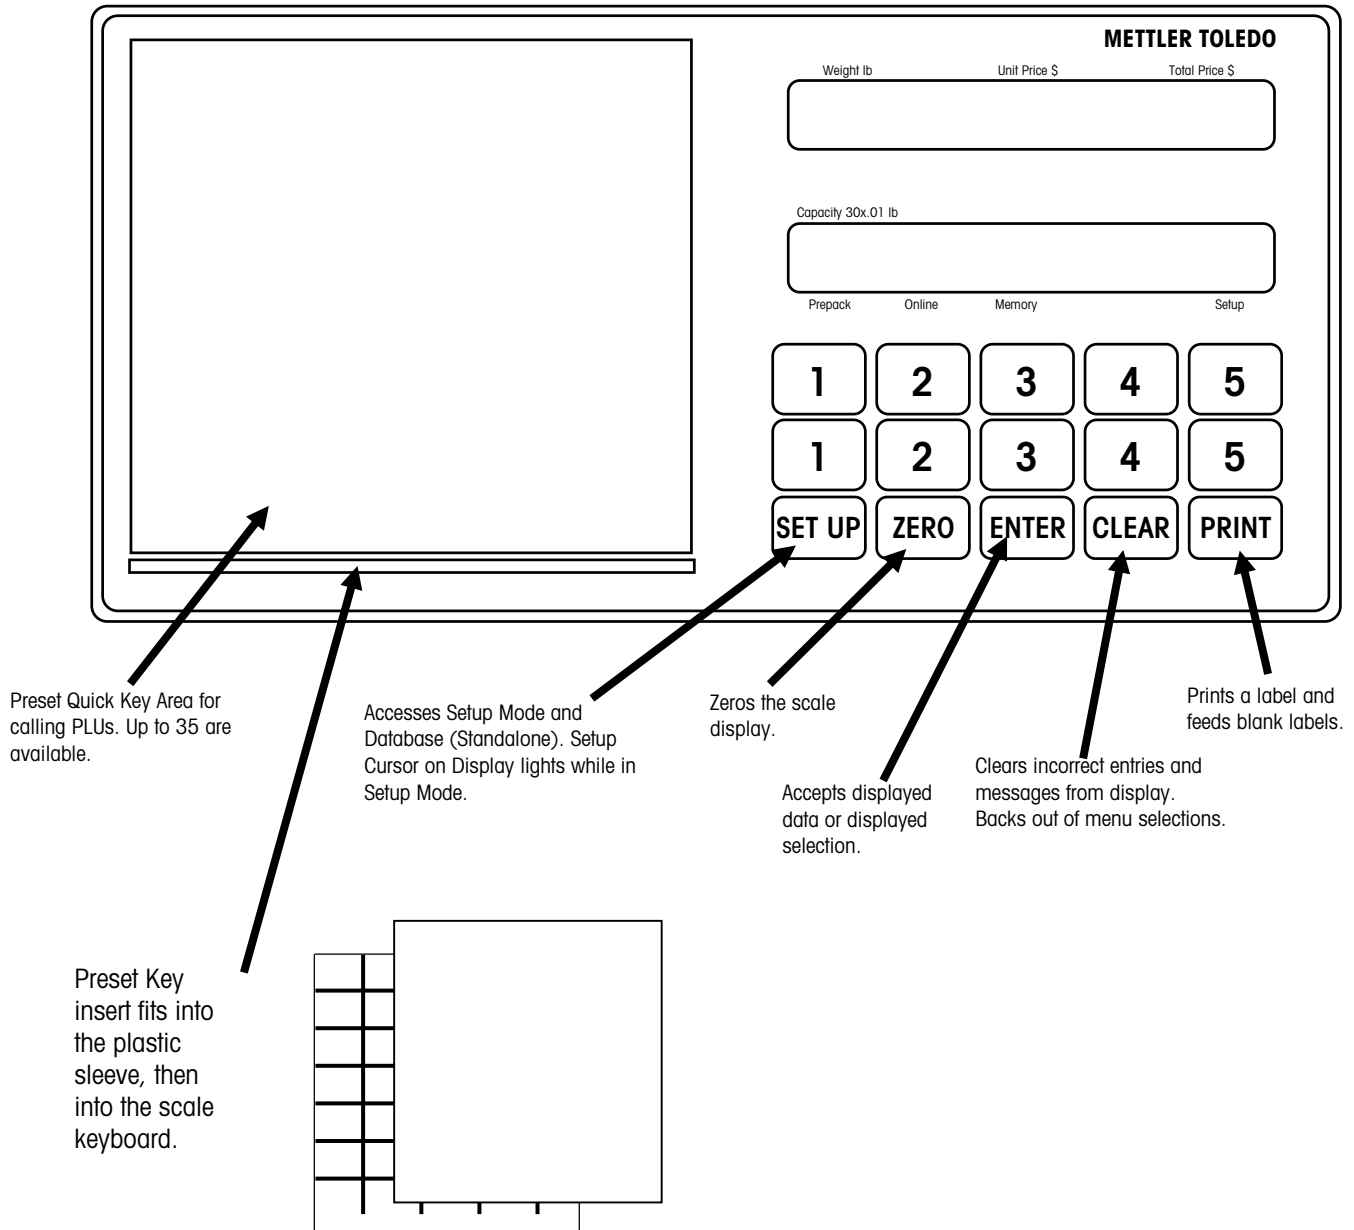 METTLER TOLEDO
Weight lb Unit Price $ Total Price $
Capacity 30x.01 lb
Prepack Online Memory Setup
1 2 3 4 5
1 2 3 4 5
SET UP ZERO ENTER CLEAR PRINT
Preset Quick Key Area for
calling PLUs. Up to 35 are
available.
Accesses Setup Mode and
Database (Standalone). Setup
Cursor on Display lights while in
Setup Mode.
Zeros the scale
display.
Accepts displayed
data or displayed
selection.
Clears incorrect entries and
messages from display.
Backs out of menu selections.
Prints a label and
feeds blank labels.
Preset Key
insert fits into
the plastic
sleeve, then
into the scale
keyboard.